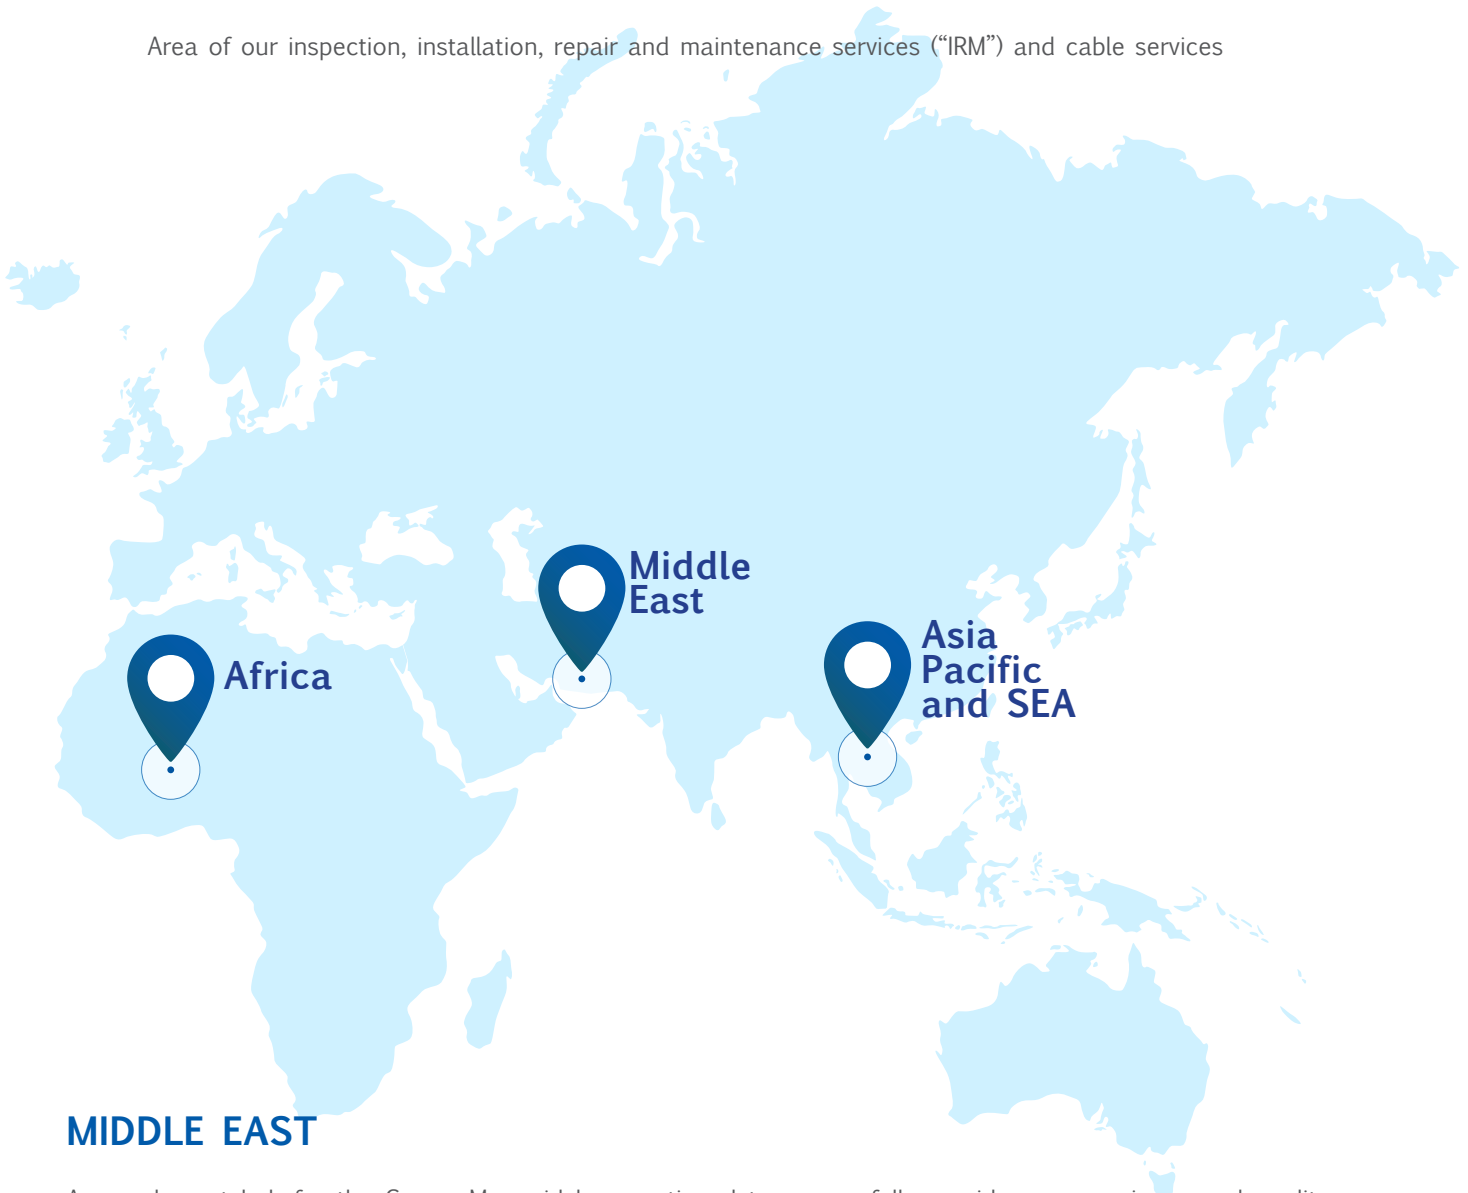 Area of our inspection, installation, repair and maintenance services (“IRM”) and cable services
Middle
East
Asia
Pacific
and SEA
Africa
MIDDLE EAST